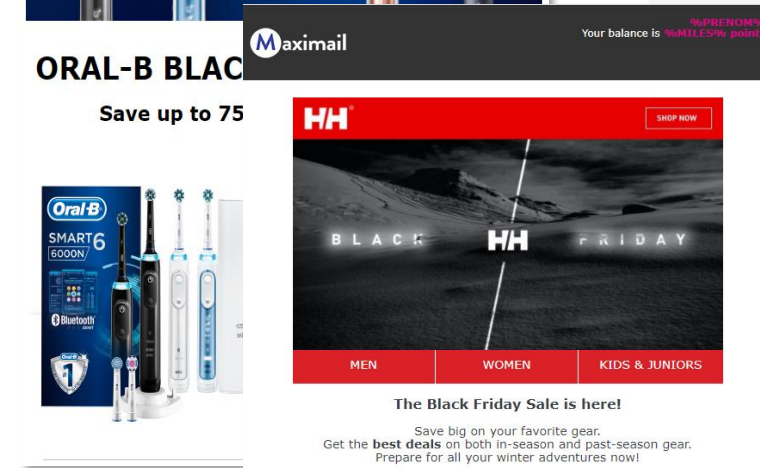 ORAL-B BLAC
Save up to 75
Oral-B
SMART6
6000N
Bluetooth
Oral-B
#1
Maximail
%PRENOM%
Your balance is %MILES% point
HH
SHOP NOW
BLACK HH FRIDAY
MEN WOMEN KIDS & JUNIORS
The Black Friday Sale is here!
Save big on your favorite gear.
Get the best deals on both in-season and past-season gear.
Prepare for all your winter adventures now!